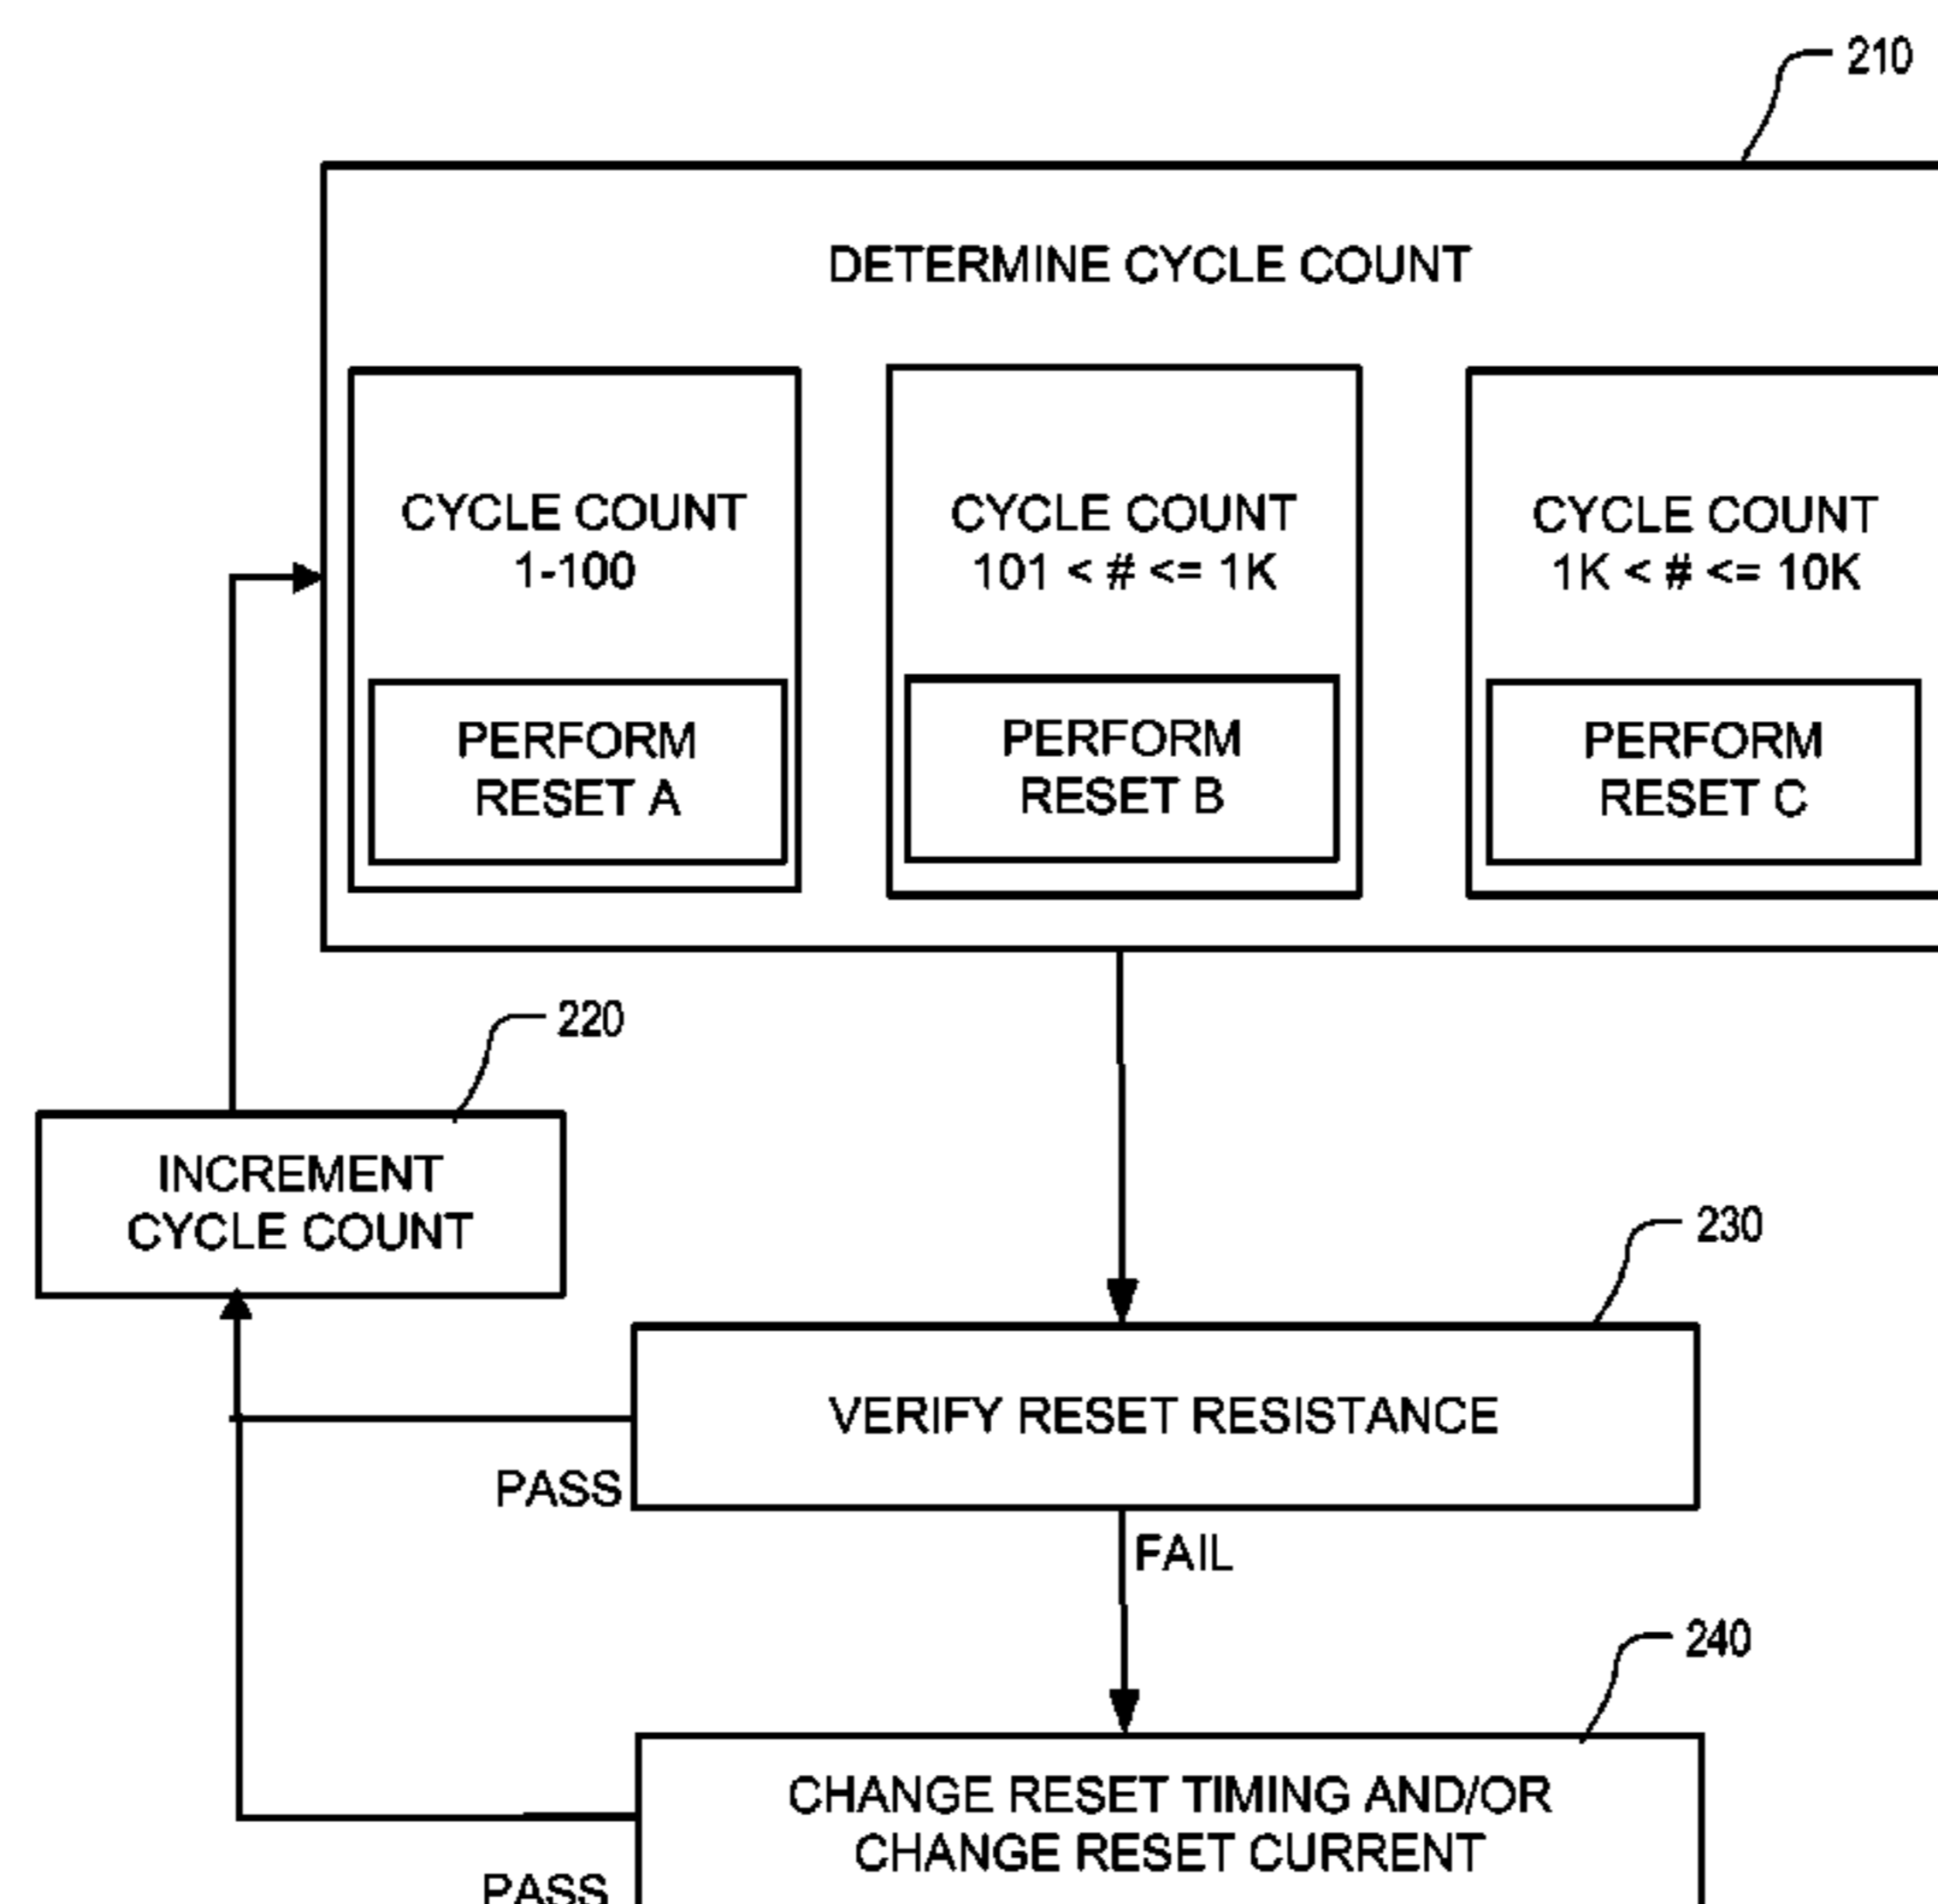 210
DETERMINE CYCLE COUNT
CYCLE COUNT
1-100
PERFORM
RESET A
CYCLE COUNT
101 < # <= 1K
PERFORM
RESET B
CYCLE COUNT
1K < # <= 10K
PERFORM
RESET C
220
INCREMENT
CYCLE COUNT
230
VERIFY RESET RESISTANCE
PASS
FAIL
240
CHANGE RESET TIMING AND/OR
CHANGE RESET CURRENT
PASS